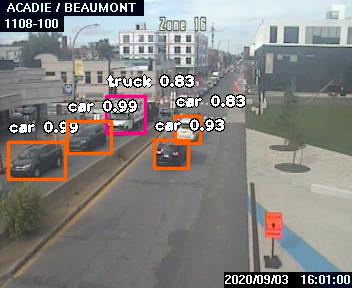 ACADIE / BEAUMONT
1108-100
Zone 16
truck 0.83
car 0.99
car 0.83
car 0.99
car 0.93
2020/09/03 16:01:00